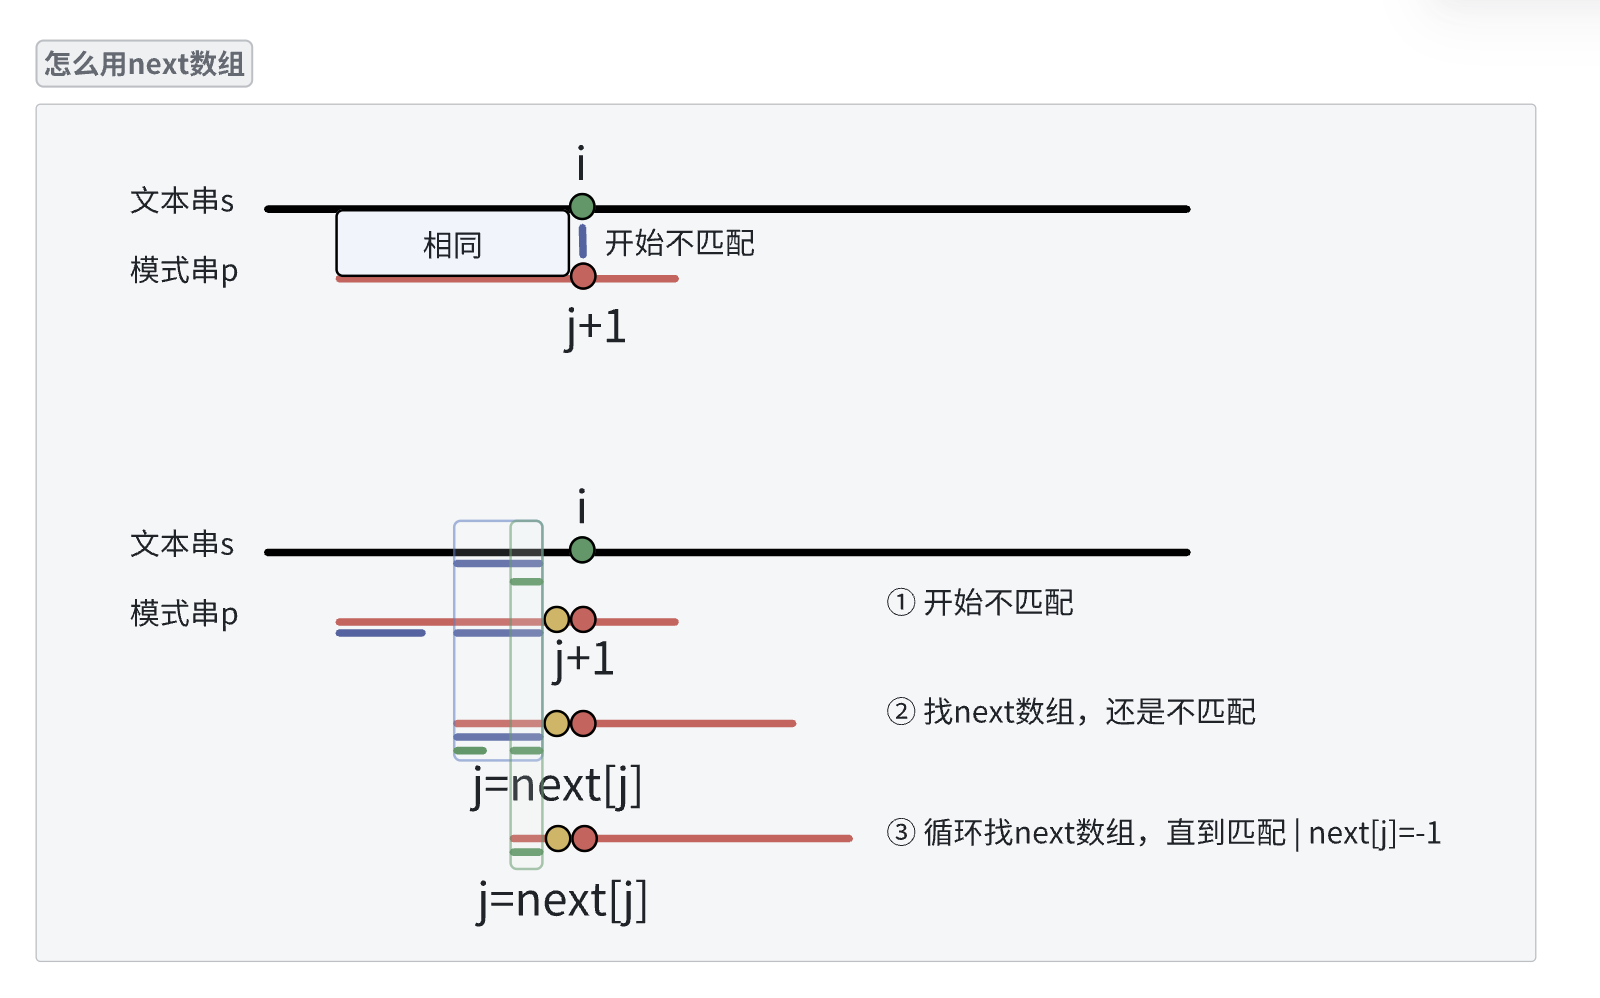 怎么用next数组
i
文本串s
相同
开始不匹配
模式串p
j+1
i
文本串s
① 开始不匹配
模式串p
j+1
② 找next数组，还是不匹配
j=next[j]
③ 循环找next数组，直到匹配 | next[j]=-1
j=next[j]